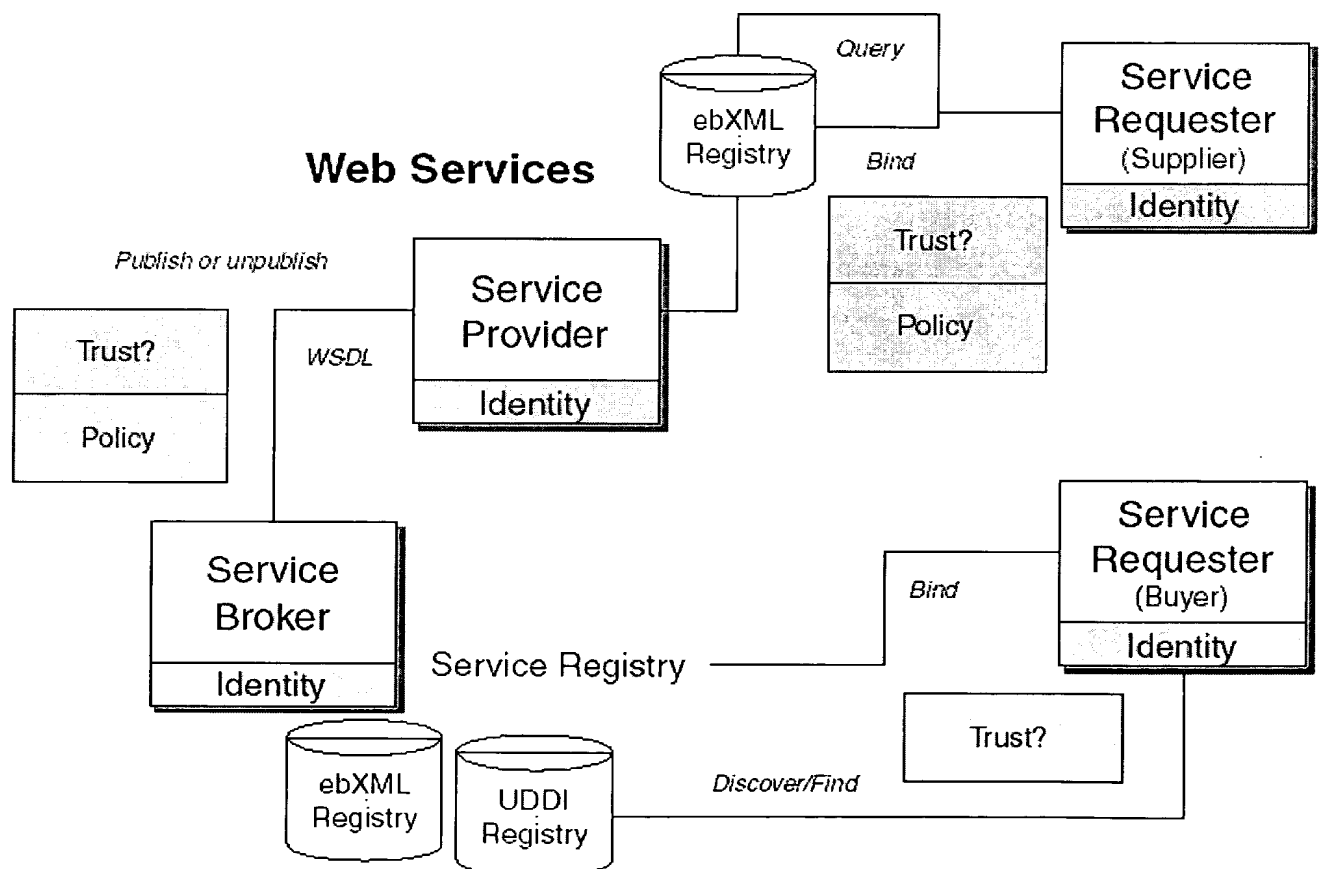 Query
Service
Requester
(Supplier)
Identity
ebXML
Registry
Bind
Web Services
Trust?
Policy
Publish or unpublish
Service
Provider
Identity
WSDL
Trust?
Policy
Service
Broker
Identity
Service
Requester
(Buyer)
Identity
Bind
Service Registry
Trust?
ebXML
Registry
UDDI
Registry
Discover/Find